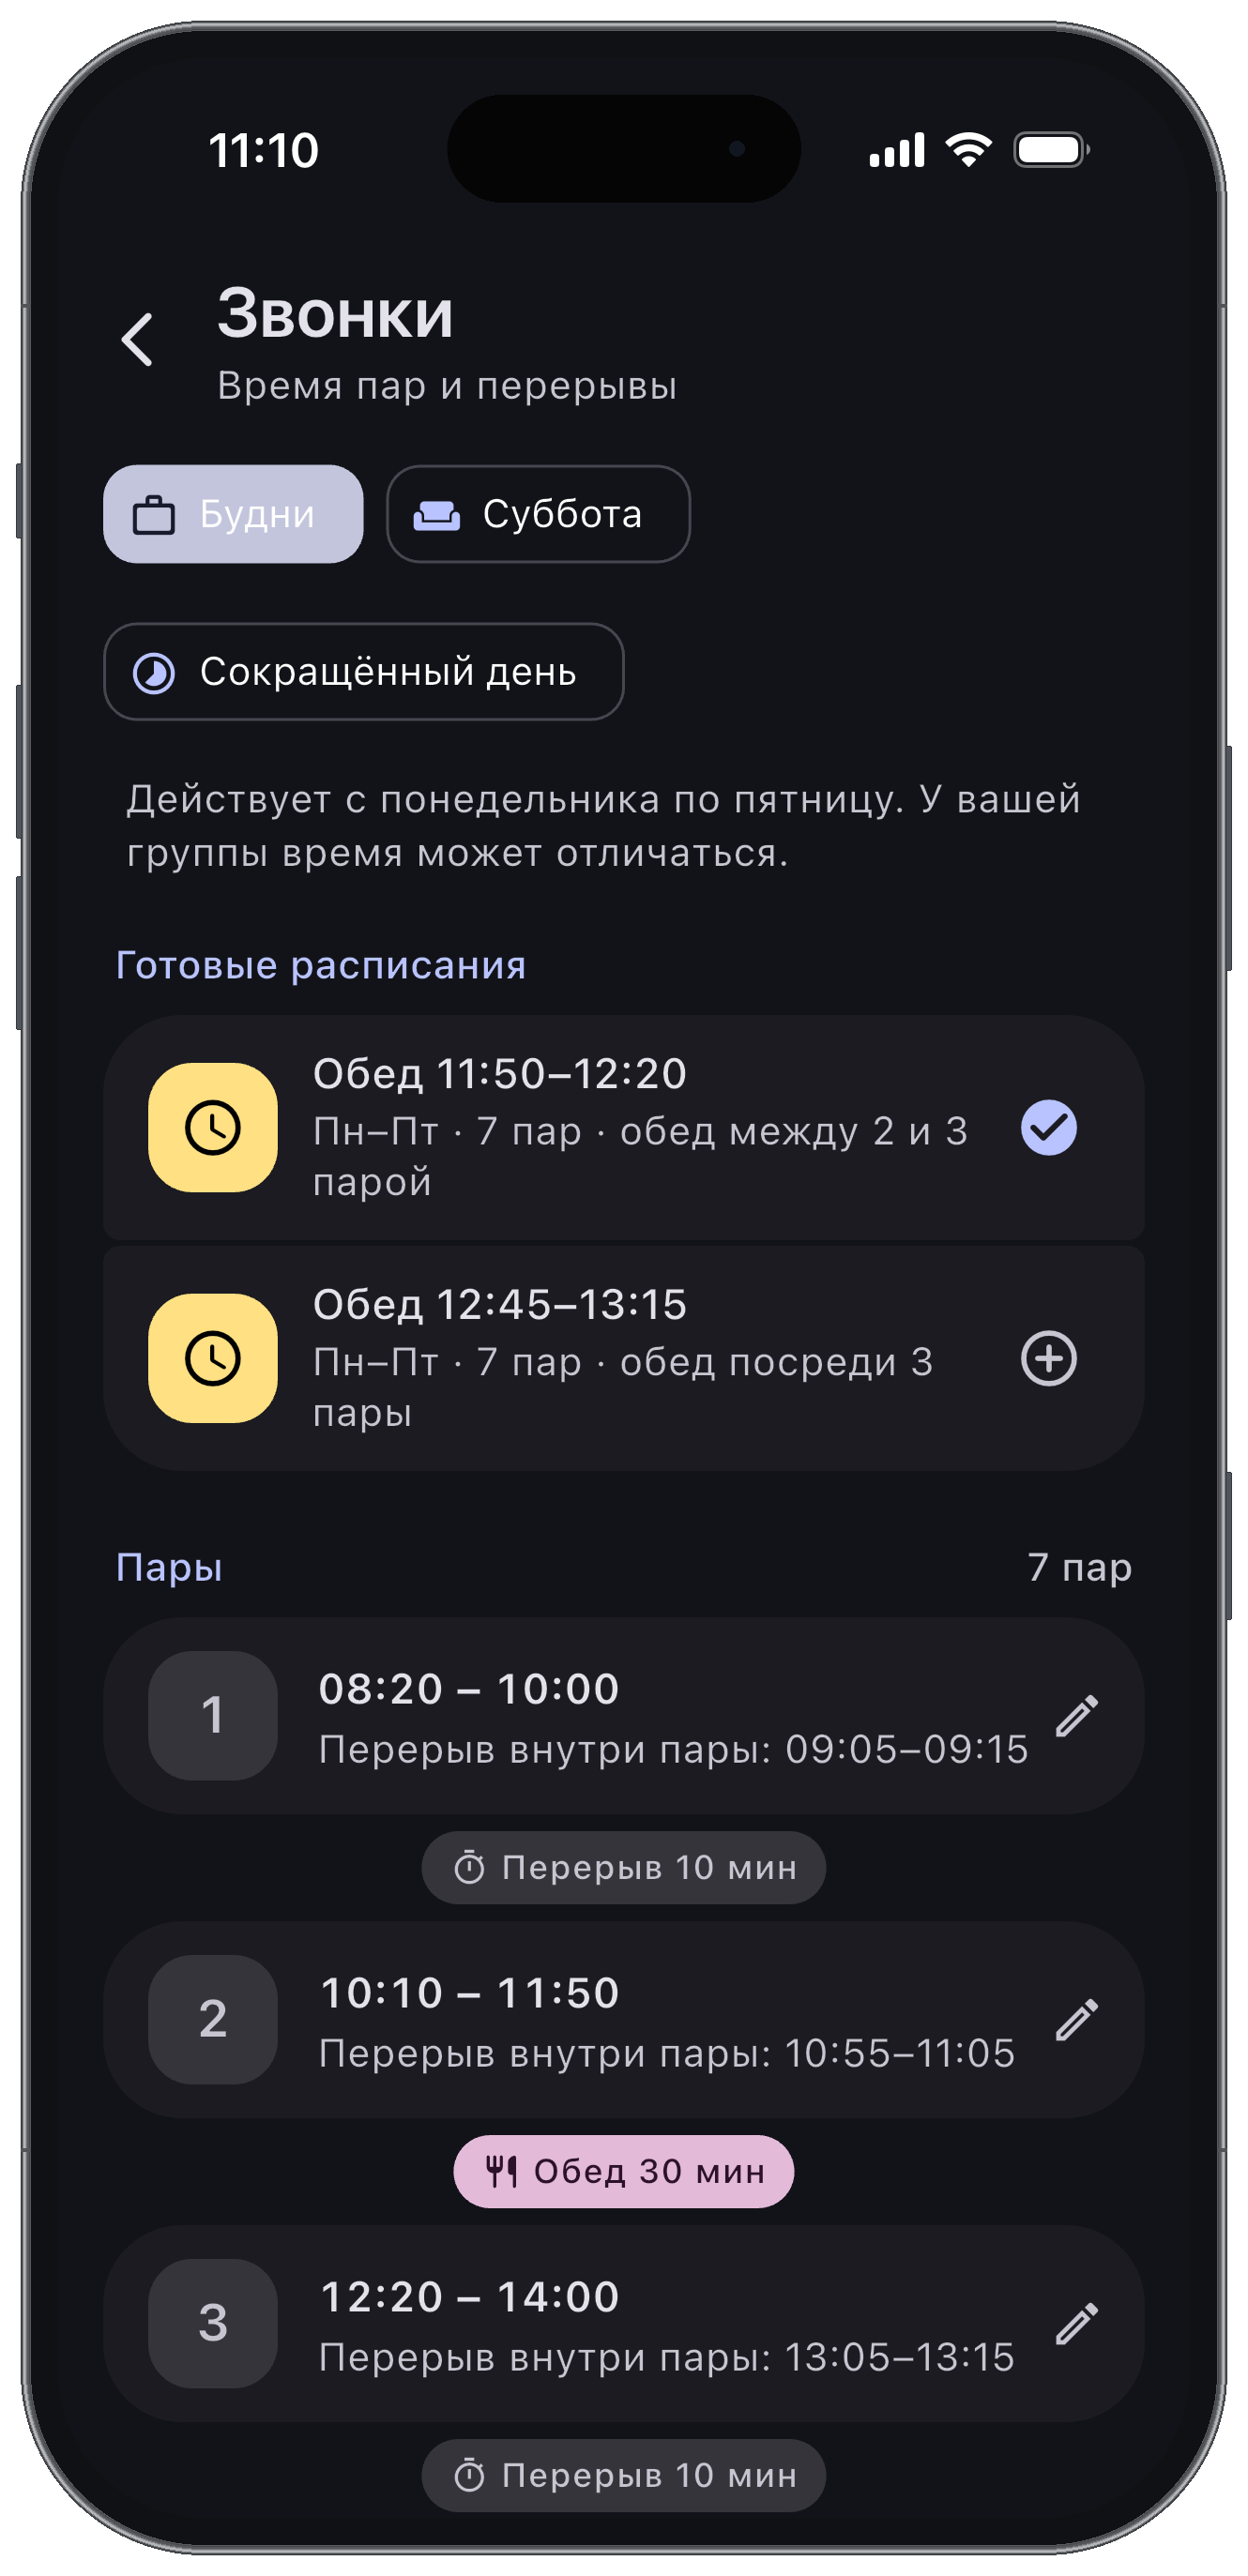 11:10
Звонки
Время пар и перерывы
Будни
Суббота
Сокращённый день
Действует с понедельника по пятницу. У вашей
группы время может отличаться.
Готовые расписания
Обед 11:50–12:20
Пн–Пт · 7 пар · обед между 2 и 3
парой
Обед 12:45–13:15
Пн–Пт · 7 пар · обед посреди 3
пары
Пары
7 пар
1
08:20 – 10:00
Перерыв внутри пары: 09:05–09:15
Перерыв 10 мин
2
10:10 – 11:50
Перерыв внутри пары: 10:55–11:05
Обед 30 мин
3
12:20 – 14:00
Перерыв внутри пары: 13:05–13:15
Перерыв 10 мин